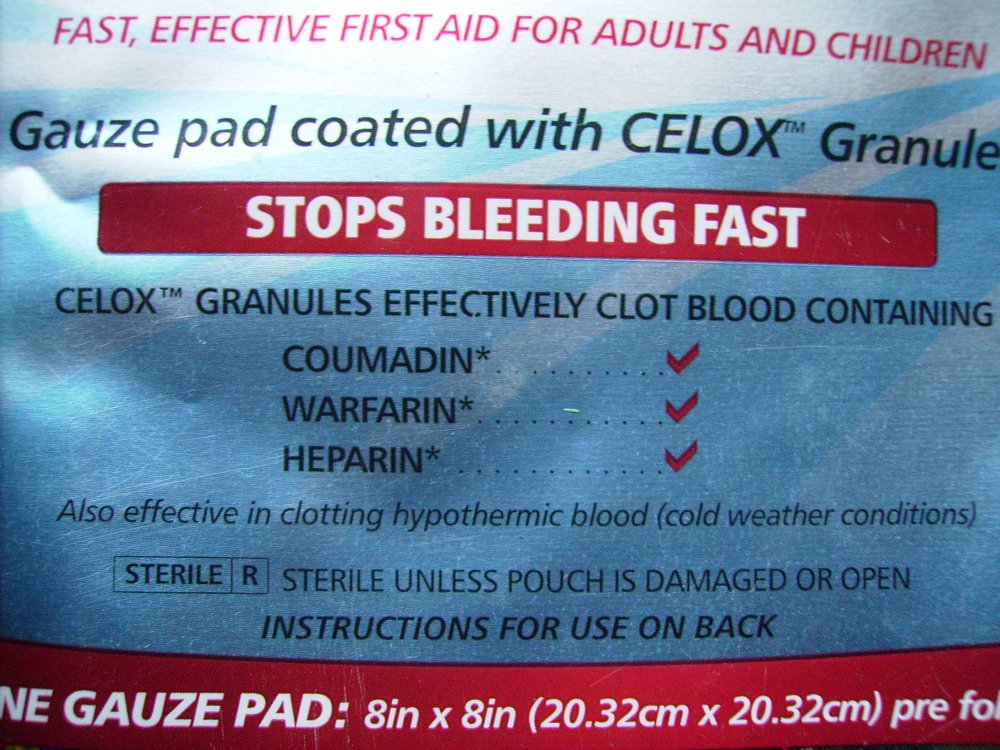 FAST, EFFECTIVE FIRST AID FOR ADULTS AND CHILDREN
Gauze pad coated with CELOX™ Granule
STOPS BLEEDING FAST
CELOX™ GRANULES EFFECTIVELY CLOT BLOOD CONTAINING
COUMADIN* . . . . . . . . . . . ✓
WARFARIN* . . . . . . . . . . . . ✓
HEPARIN* . . . . . . . . . . . . . ✓
Also effective in clotting hypothermic blood (cold weather conditions)
STERILE R STERILE UNLESS POUCH IS DAMAGED OR OPEN
INSTRUCTIONS FOR USE ON BACK
NE GAUZE PAD: 8in x 8in (20.32cm x 20.32cm) pre fol